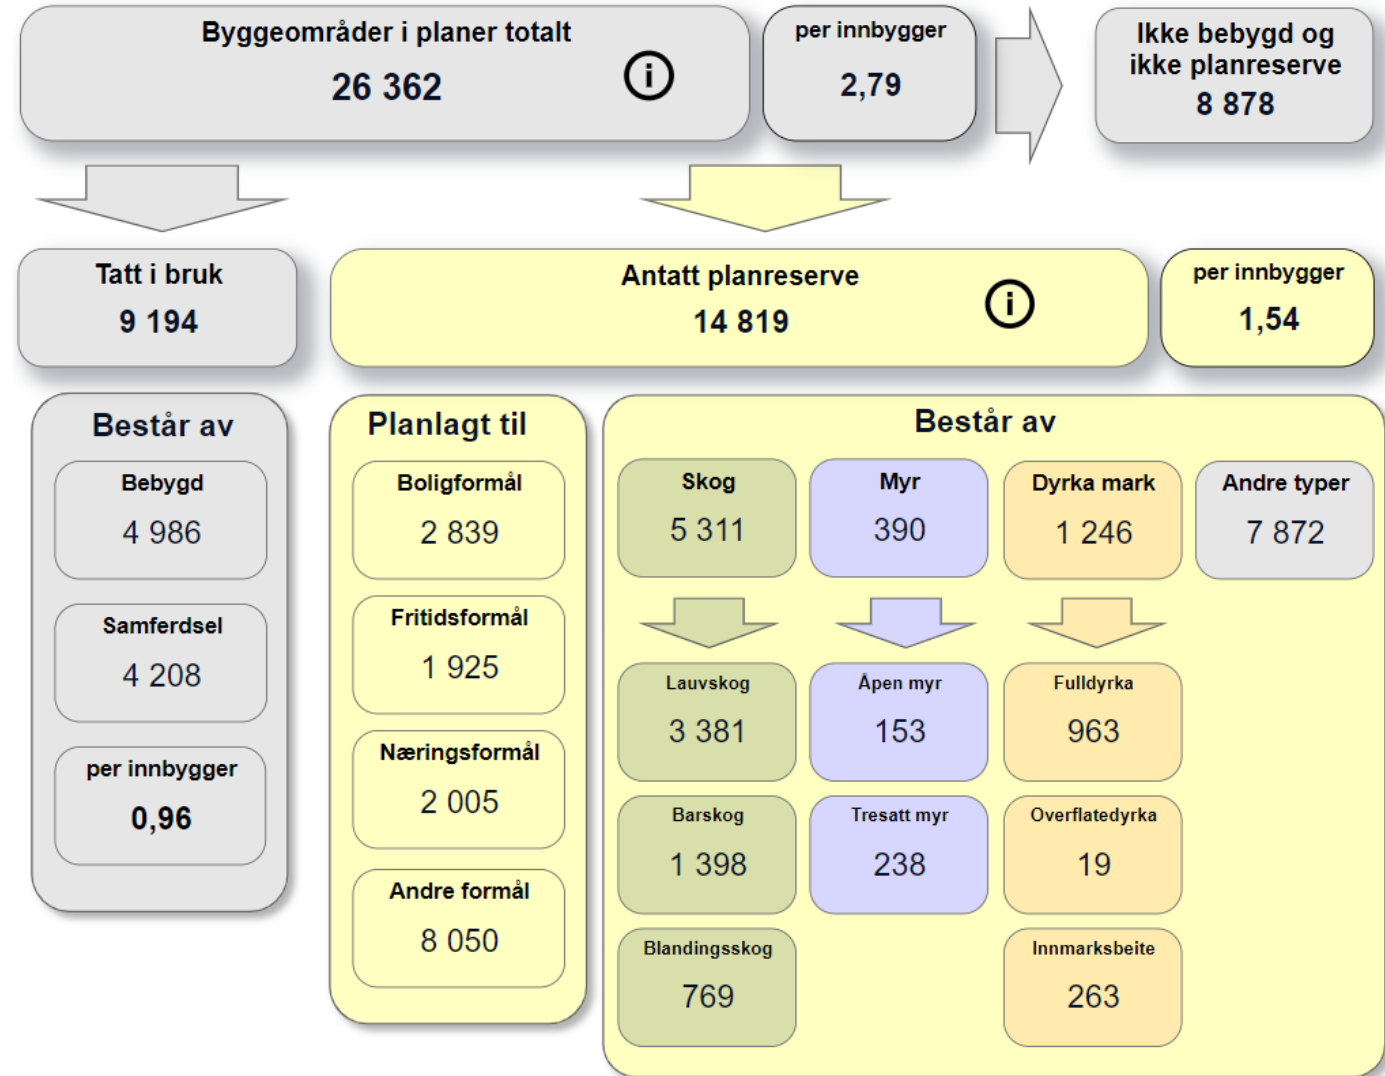 Byggeområder i planer totalt
26 362
per innbygger
2,79
Ikke bebygd og
ikke planreserve
8 878
Tatt i bruk
9 194
Antatt planreserve
14 819
per innbygger
1,54
Består av
Bebygd
4 986
Samferdsel
4 208
per innbygger
0,96
Planlagt til
Boligformål
2 839
Fritidsformål
1 925
Næringsformål
2 005
Andre formål
8 050
Består av
Skog
5 311
Myr
390
Dyrka mark
1 246
Andre typer
7 872
Lauvskog
3 381
Åpen myr
153
Fulldyrka
963
Barskog
1 398
Tresatt myr
238
Overflatedyrka
19
Blandingsskog
769
Innmarksbeite
263